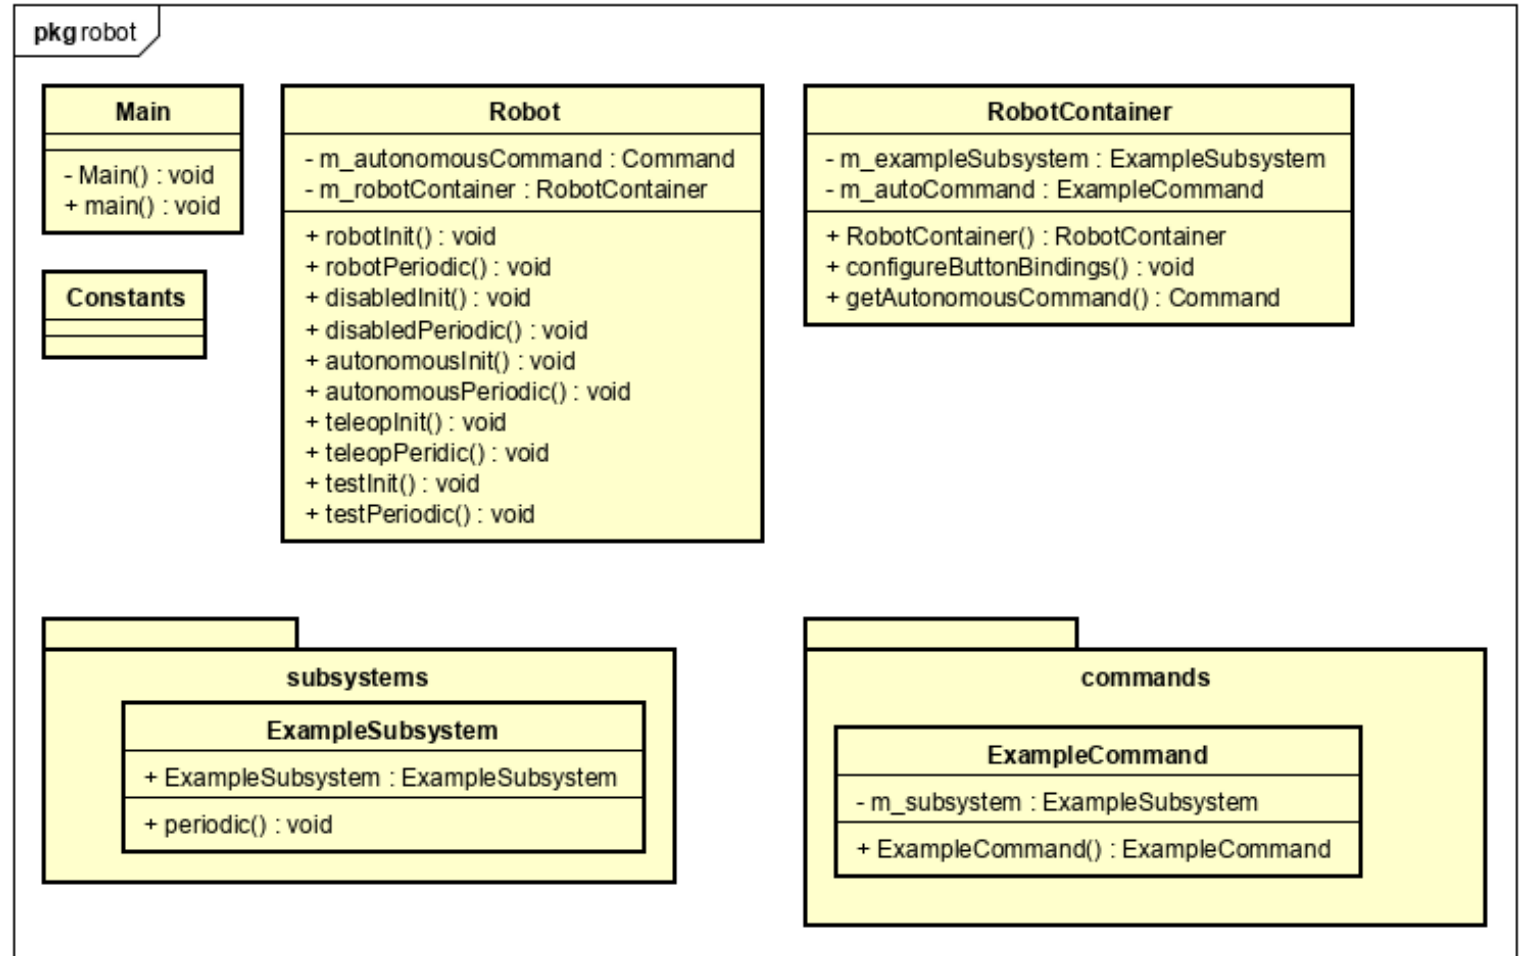 pkg robot
Main
- Main() : void
+ main() : void
Constants
Robot
- m_autonomousCommand : Command
- m_robotContainer : RobotContainer
+ robotInit() : void
+ robotPeriodic() : void
+ disabledInit() : void
+ disabledPeriodic() : void
+ autonomousInit() : void
+ autonomousPeriodic() : void
+ teleopInit() : void
+ teleopPeridic() : void
+ testInit() : void
+ testPeriodic() : void
RobotContainer
- m_exampleSubsystem : ExampleSubsystem
- m_autoCommand : ExampleCommand
+ RobotContainer() : RobotContainer
+ configureButtonBindings() : void
+ getAutonomousCommand() : Command
subsystems
ExampleSubsystem
+ ExampleSubsystem : ExampleSubsystem
+ periodic() : void
commands
ExampleCommand
- m_subsystem : ExampleSubsystem
+ ExampleCommand() : ExampleCommand